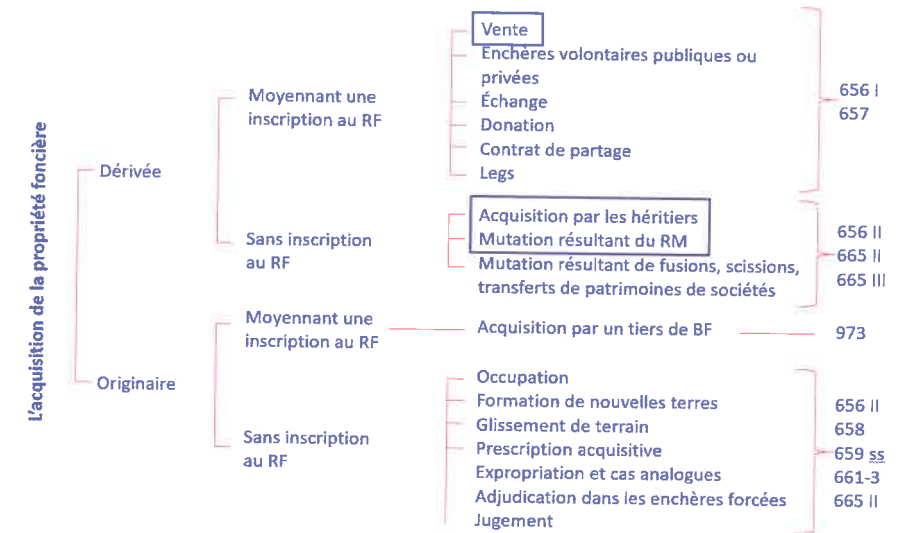 L'acquisition de la propriété foncière
Dérivée
Moyennant une
inscription au RF
Vente
Enchères volontaires publiques ou
privées
Échange
Donation
Contrat de partage
Legs
656 I
657
Sans inscription
au RF
Acquisition par les héritiers
Mutation résultant du RM
Mutation résultant de fusions, scissions,
transferts de patrimoines de sociétés
656 II
665 II
665 III
Originaire
Moyennant une
inscription au RF
Acquisition par un tiers de BF
973
Sans inscription
au RF
Occupation
Formation de nouvelles terres
Glissement de terrain
Prescription acquisitive
Expropriation et cas analogues
Adjudication dans les enchères forcées
Jugement
656 II
658
659 ss
661-3
665 II